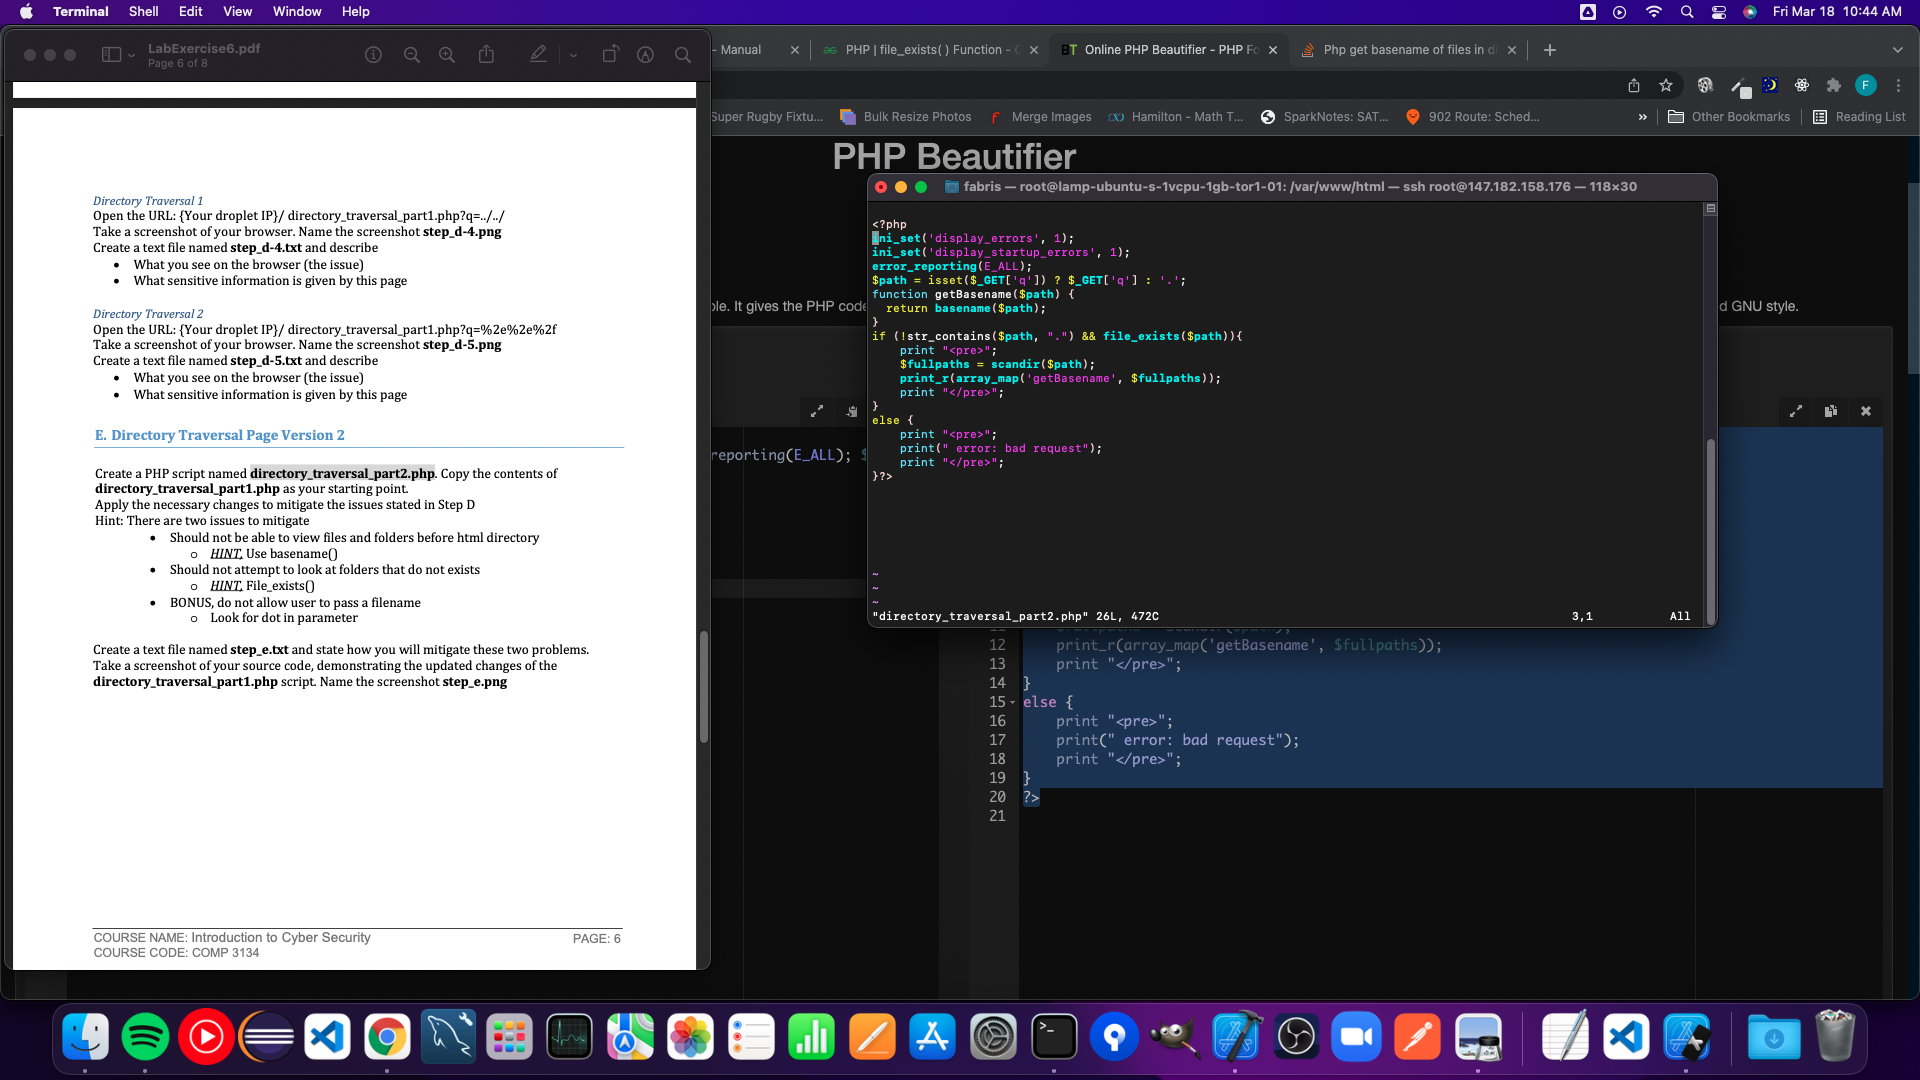 Terminal Shell Edit View Window Help
Fri Mar 18 10:44 AM
LabExercise6.pdf
Page 6 of 8
- Manual
PHP | file_exists( ) Function - G
Online PHP Beautifier - PHP Fo
Php get basename of files in di
F
Super Rugby Fixtu...
Bulk Resize Photos
Merge Images
Hamilton - Math T...
SparkNotes: SAT...
902 Route: Sched...
»
Other Bookmarks
Reading List
PHP Beautifier
ble. It gives the PHP code
d GNU style.
Directory Traversal 1
Open the URL: {Your droplet IP}/ directory_traversal_part1.php?q=../../
Take a screenshot of your browser. Name the screenshot step_d-4.png
Create a text file named step_d-4.txt and describe
• What you see on the browser (the issue)
• What sensitive information is given by this page
Directory Traversal 2
Open the URL: {Your droplet IP}/ directory_traversal_part1.php?q=%2e%2e%2f
Take a screenshot of your browser. Name the screenshot step_d-5.png
Create a text file named step_d-5.txt and describe
• What you see on the browser (the issue)
• What sensitive information is given by this page
E. Directory Traversal Page Version 2
Create a PHP script named directory_traversal_part2.php. Copy the contents of
directory_traversal_part1.php as your starting point.
Apply the necessary changes to mitigate the issues stated in Step D
Hint: There are two issues to mitigate
• Should not be able to view files and folders before html directory
o HINT, Use basename()
• Should not attempt to look at folders that do not exists
o HINT, File_exists()
• BONUS, do not allow user to pass a filename
o Look for dot in parameter
Create a text file named step_e.txt and state how you will mitigate these two problems.
Take a screenshot of your source code, demonstrating the updated changes of the
directory_traversal_part1.php script. Name the screenshot step_e.png
COURSE NAME: Introduction to Cyber Security
PAGE: 6
COURSE CODE: COMP 3134
fabris — root@lamp-ubuntu-s-1vcpu-1gb-tor1-01: /var/www/html — ssh root@147.182.158.176 — 118×30
<?php
ini_set('display_errors', 1);
ini_set('display_startup_errors', 1);
error_reporting(E_ALL);
$path = isset($_GET['q']) ? $_GET['q'] : '.';
function getBasename($path) {
  return basename($path);
}
if (!str_contains($path, ".") && file_exists($path)){
    print "<pre>";
    $fullpaths = scandir($path);
    print_r(array_map('getBasename', $fullpaths));
    print "</pre>";
}
else {
    print "<pre>";
    print(" error: bad request");
    print "</pre>";
}?>
~
~
~
"directory_traversal_part2.php" 26L, 472C
3,1
All
reporting(E_ALL); $
11 $fullpaths = scandir($path);
12 print_r(array_map('getBasename', $fullpaths));
13 print "</pre>";
14 }
15 else {
16 print "<pre>";
17 print(" error: bad request");
18 print "</pre>";
19 }
20 ?>
21